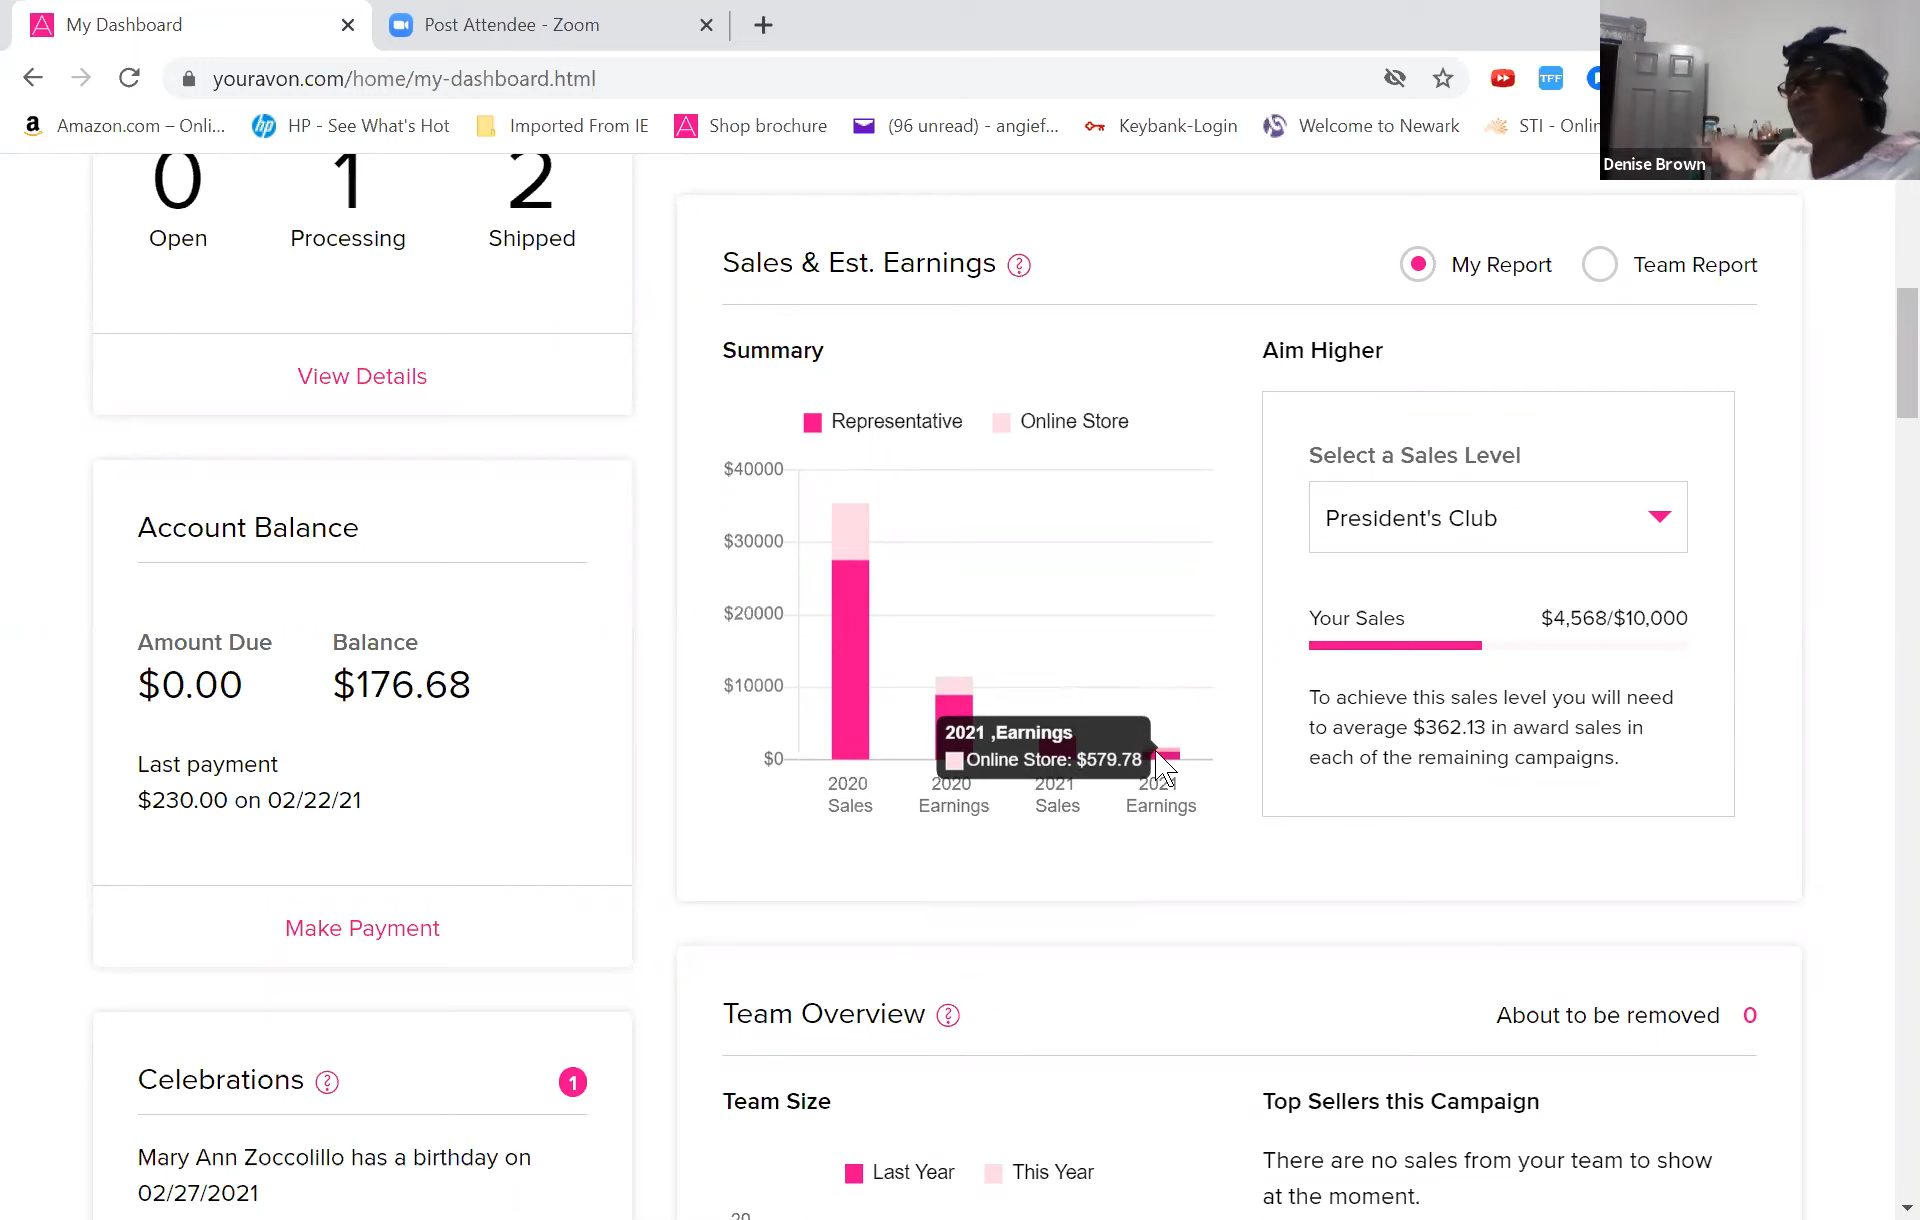 My Dashboard
Post Attendee - Zoom
youravon.com/home/my-dashboard.html
TFF
Amazon.com – Onli...
HP - See What's Hot
Imported From IE
Shop brochure
(96 unread) - angief...
Keybank-Login
Welcome to Newark
STI - Onlin
Denise Brown
0 1 2
Open Processing Shipped
View Details
Account Balance
Amount Due Balance
$0.00 $176.68
Last payment
$230.00 on 02/22/21
Make Payment
Celebrations ? 1
Mary Ann Zoccolillo has a birthday on
02/27/2021
Sales & Est. Earnings ?
My Report Team Report
Summary
Representative Online Store
$40000
$30000
$20000
$10000
$0
2021 ,Earnings
Online Store: $579.78
2020 2020 2021 2021
Sales Earnings Sales Earnings
Aim Higher
Select a Sales Level
President's Club
Your Sales $4,568/$10,000
To achieve this sales level you will need
to average $362.13 in award sales in
each of the remaining campaigns.
Team Overview ?
About to be removed 0
Team Size
Last Year This Year
20
Top Sellers this Campaign
There are no sales from your team to show
at the moment.